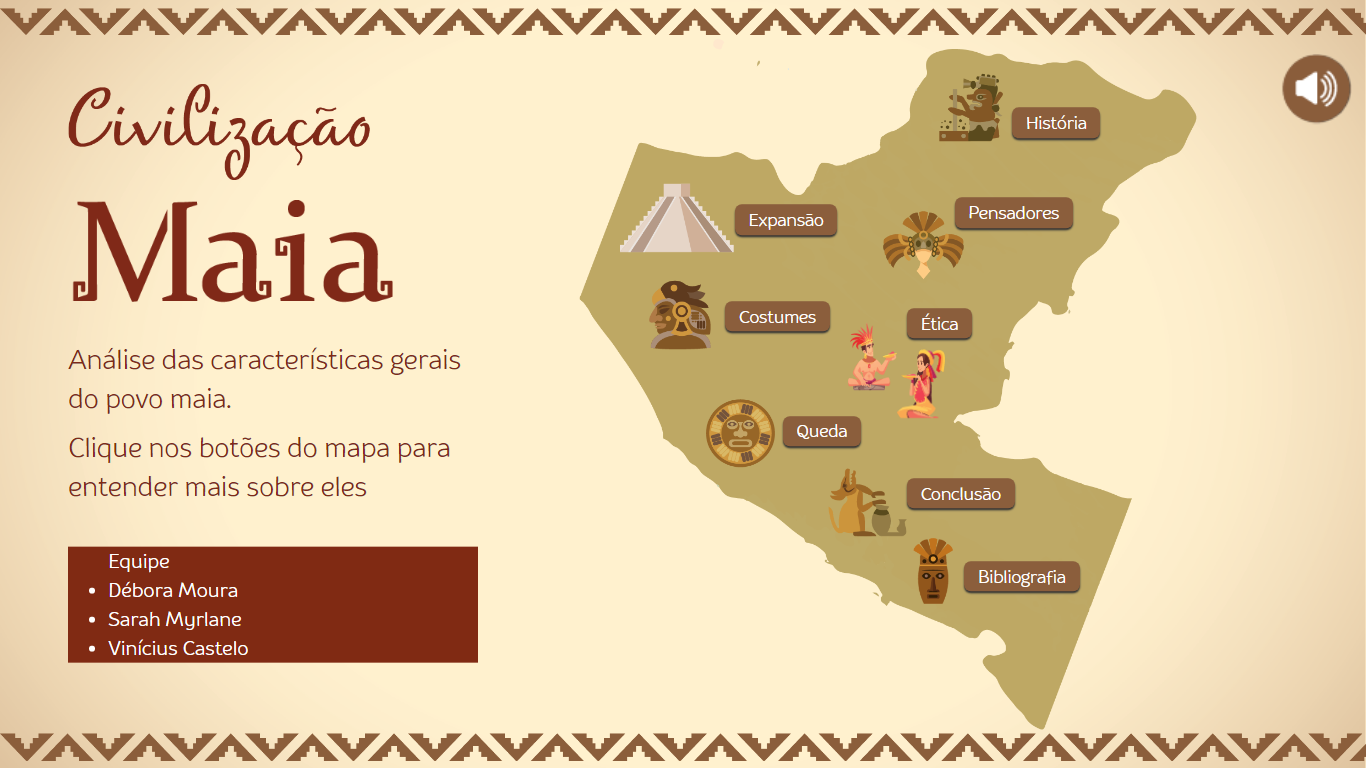 Civilização
Maia
Análise das características gerais
do povo maia.
Clique nos botões do mapa para
entender mais sobre eles
Equipe
• Débora Moura
• Sarah Myrlane
• Vinícius Castelo
História
Pensadores
Expansão
Costumes
Ética
Queda
Conclusão
Bibliografia